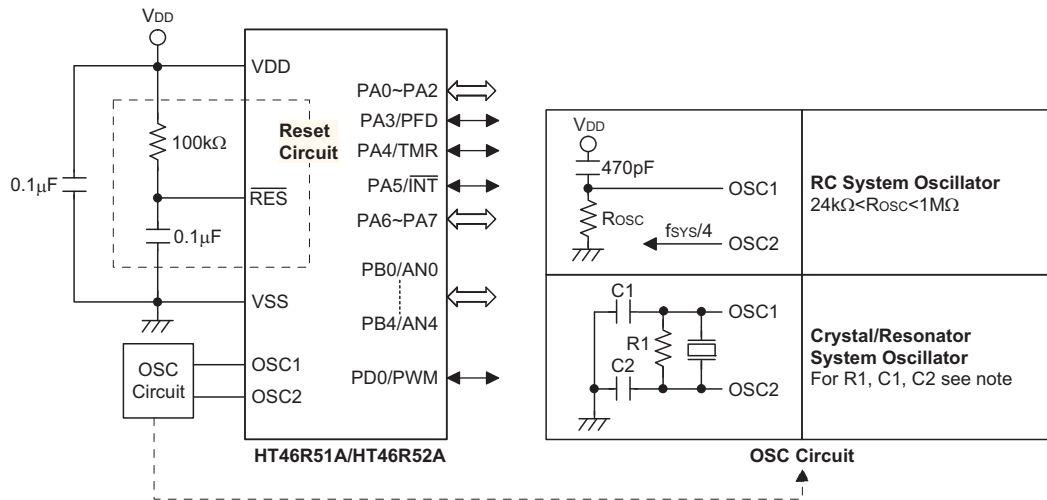 VDD
VDD
100kΩ
Reset
Circuit
0.1μF
RES
0.1μF
VSS
OSC
Circuit
OSC1
OSC2
PA0~PA2
PA3/PFD
PA4/TMR
PA5/INT
PA6~PA7
PB0/AN0
PB4/AN4
PD0/PWM
HT46R51A/HT46R52A
VDD
470pF
OSC1
ROSC
fSYS/4
OSC2
RC System Oscillator
24kΩ<ROSC<1MΩ
C1
OSC1
R1
C2
OSC2
Crystal/Resonator
System Oscillator
For R1, C1, C2 see note
OSC Circuit